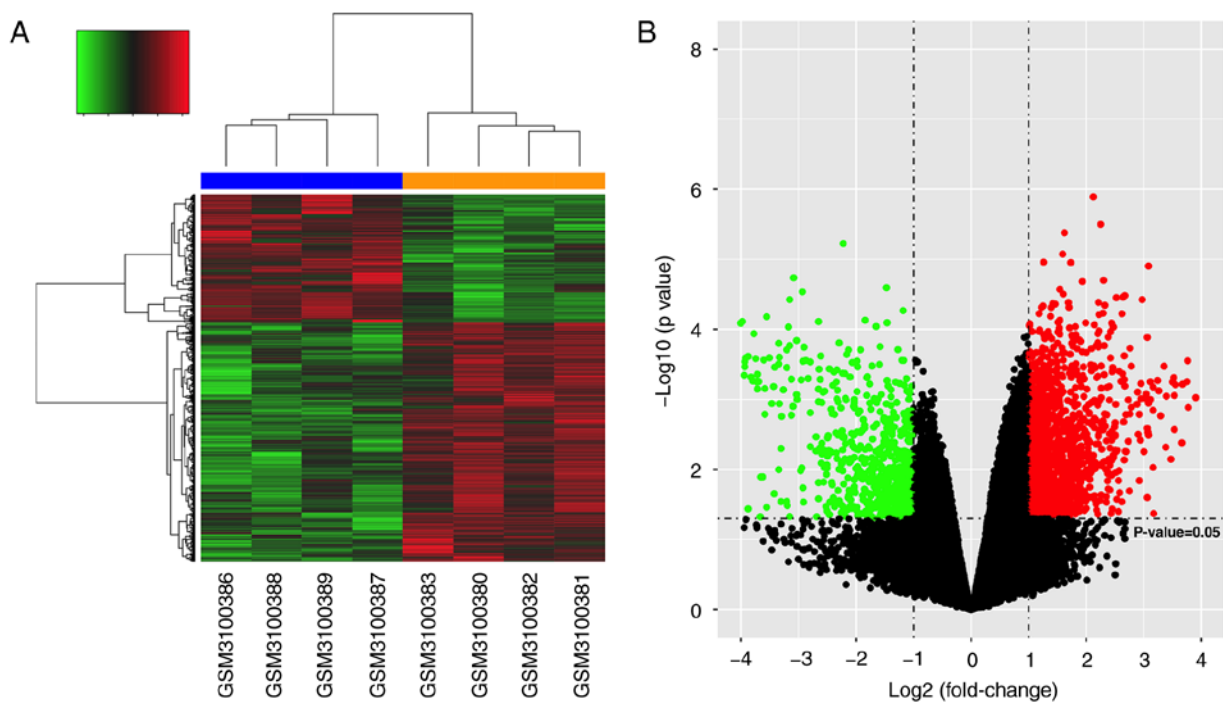 A
GSM3100386
GSM3100388
GSM3100389
GSM3100387
GSM3100383
GSM3100380
GSM3100382
GSM3100381
B
−Log10 (p value)
8
6
4
2
0
P-value=0.05
−4
−3
−2
−1
0
1
2
3
4
Log2 (fold-change)